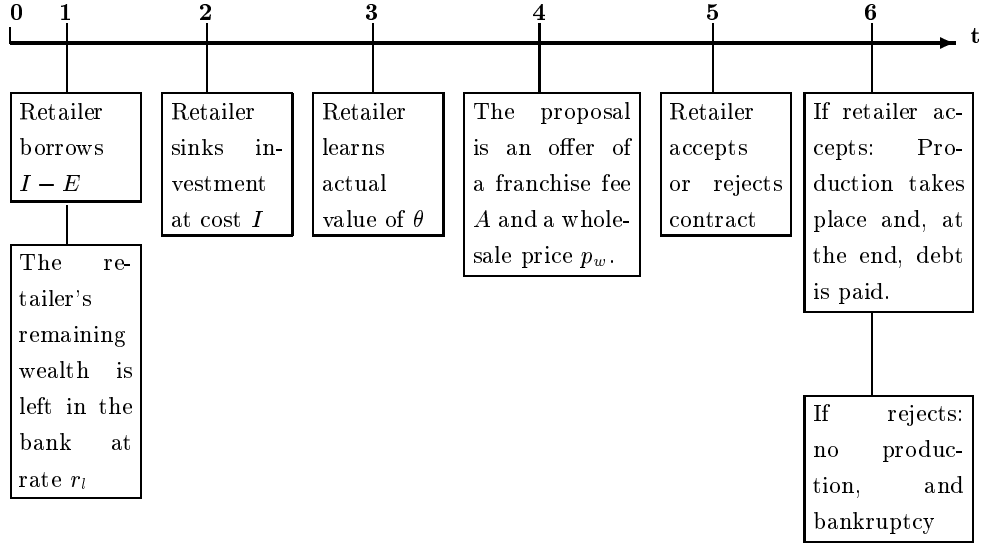 0 1 2 3 4 5 6
t
Retailer
borrows
I − E
The re-
tailer's
remaining
wealth is
left in the
bank at
rate r_l
Retailer
sinks in-
vestment
at cost I
Retailer
learns
actual
value of θ
The proposal
is an offer of
a franchise fee
A and a whole-
sale price p_w.
Retailer
accepts
or rejects
contract
If retailer ac-
cepts: Pro-
duction takes
place and, at
the end, debt
is paid.
If rejects:
no produc-
tion, and
bankruptcy